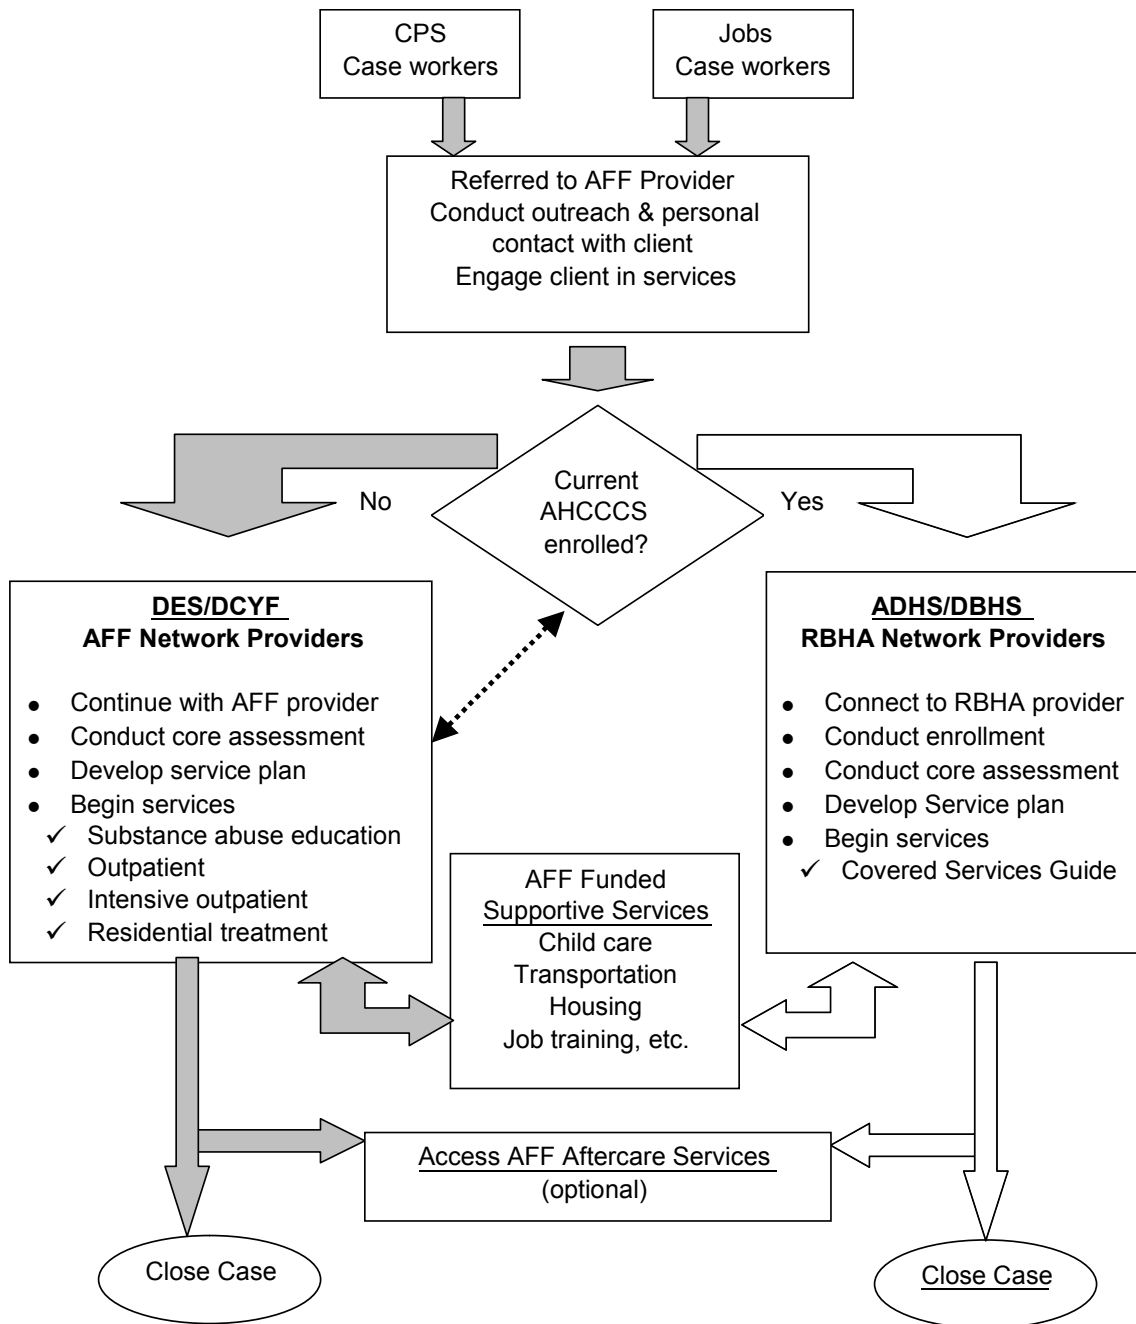 CPS
Case workers
Jobs
Case workers
Referred to AFF Provider
Conduct outreach & personal
contact with client
Engage client in services
Current
AHCCCS
enrolled?
No
Yes
DES/DCYF
AFF Network Providers
● Continue with AFF provider
● Conduct core assessment
● Develop service plan
● Begin services
✓ Substance abuse education
✓ Outpatient
✓ Intensive outpatient
✓ Residential treatment
ADHS/DBHS
RBHA Network Providers
● Connect to RBHA provider
● Conduct enrollment
● Conduct core assessment
● Develop Service plan
● Begin services
✓ Covered Services Guide
AFF Funded
Supportive Services
Child care
Transportation
Housing
Job training, etc.
Access AFF Aftercare Services
(optional)
Close Case
Close Case